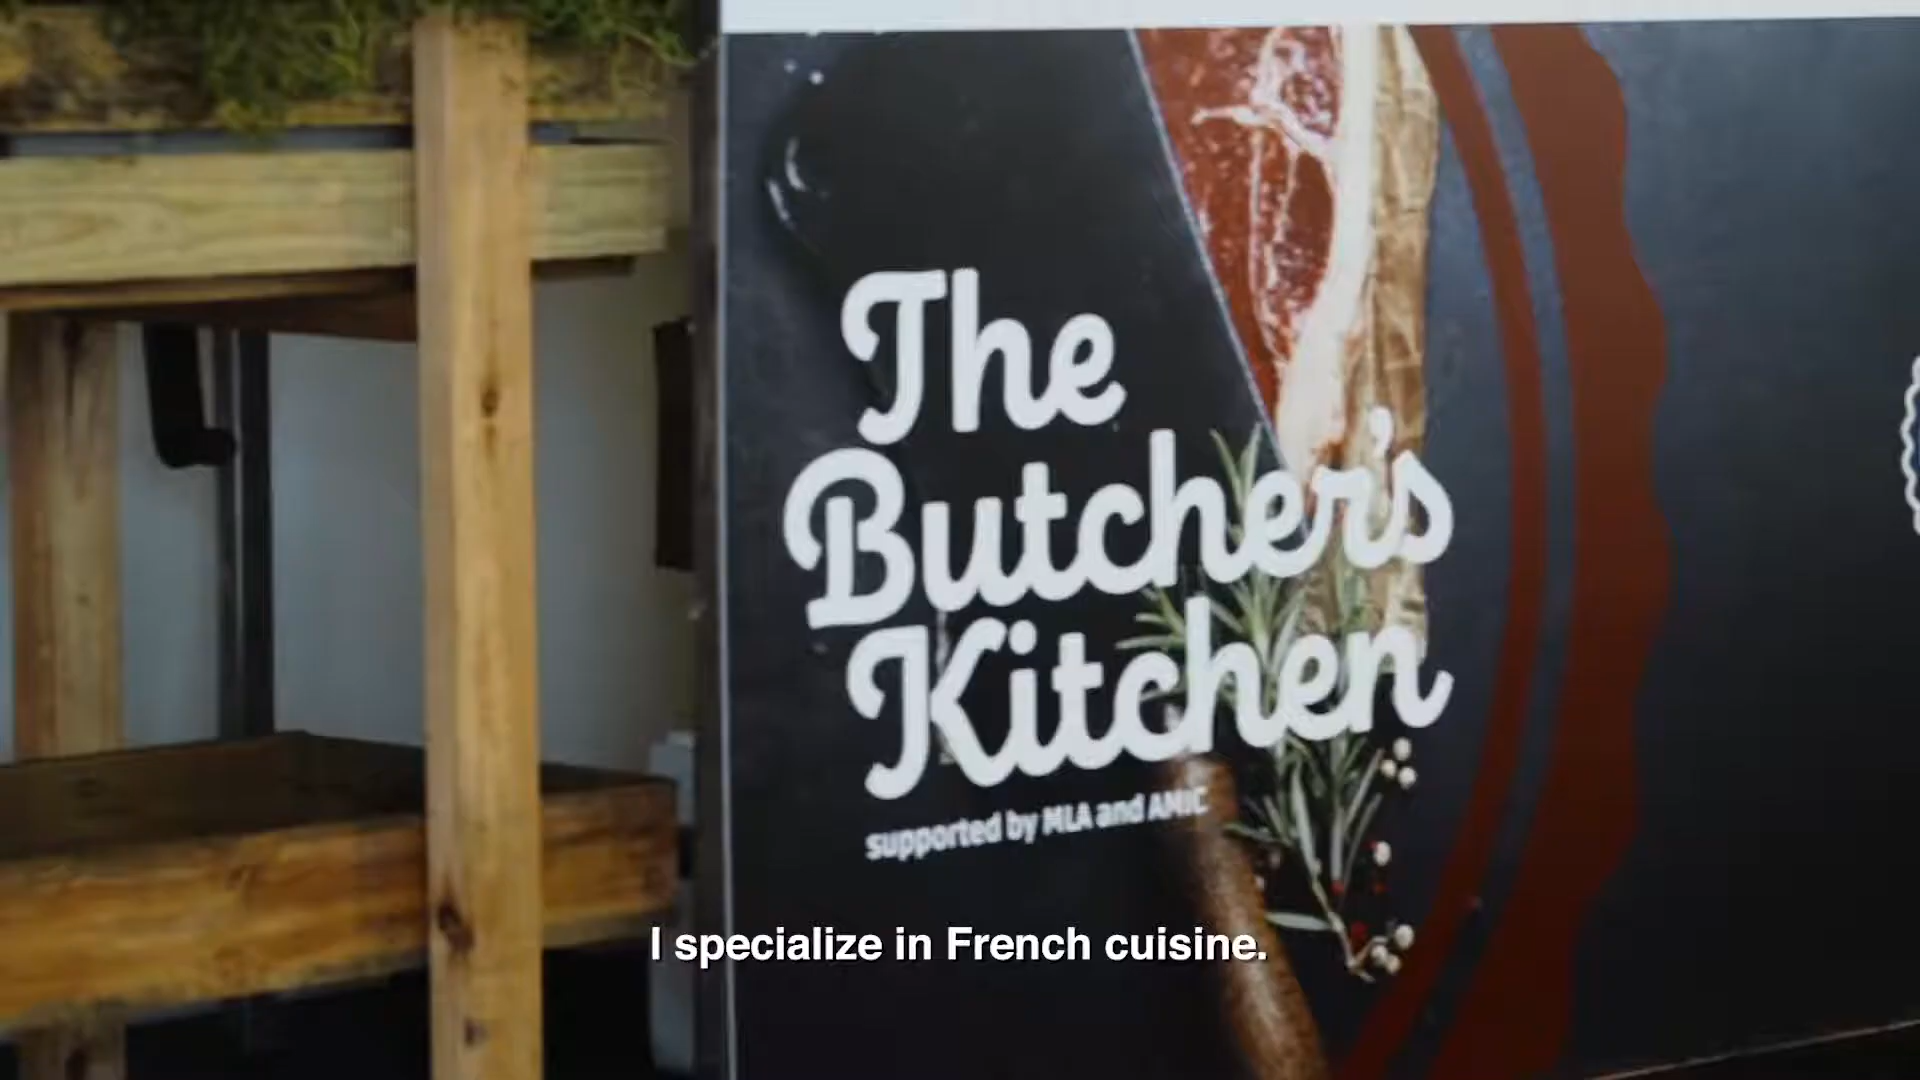 The
Butcher's
Kitchen
supported by MLA and AMIC
I specialize in French cuisine.